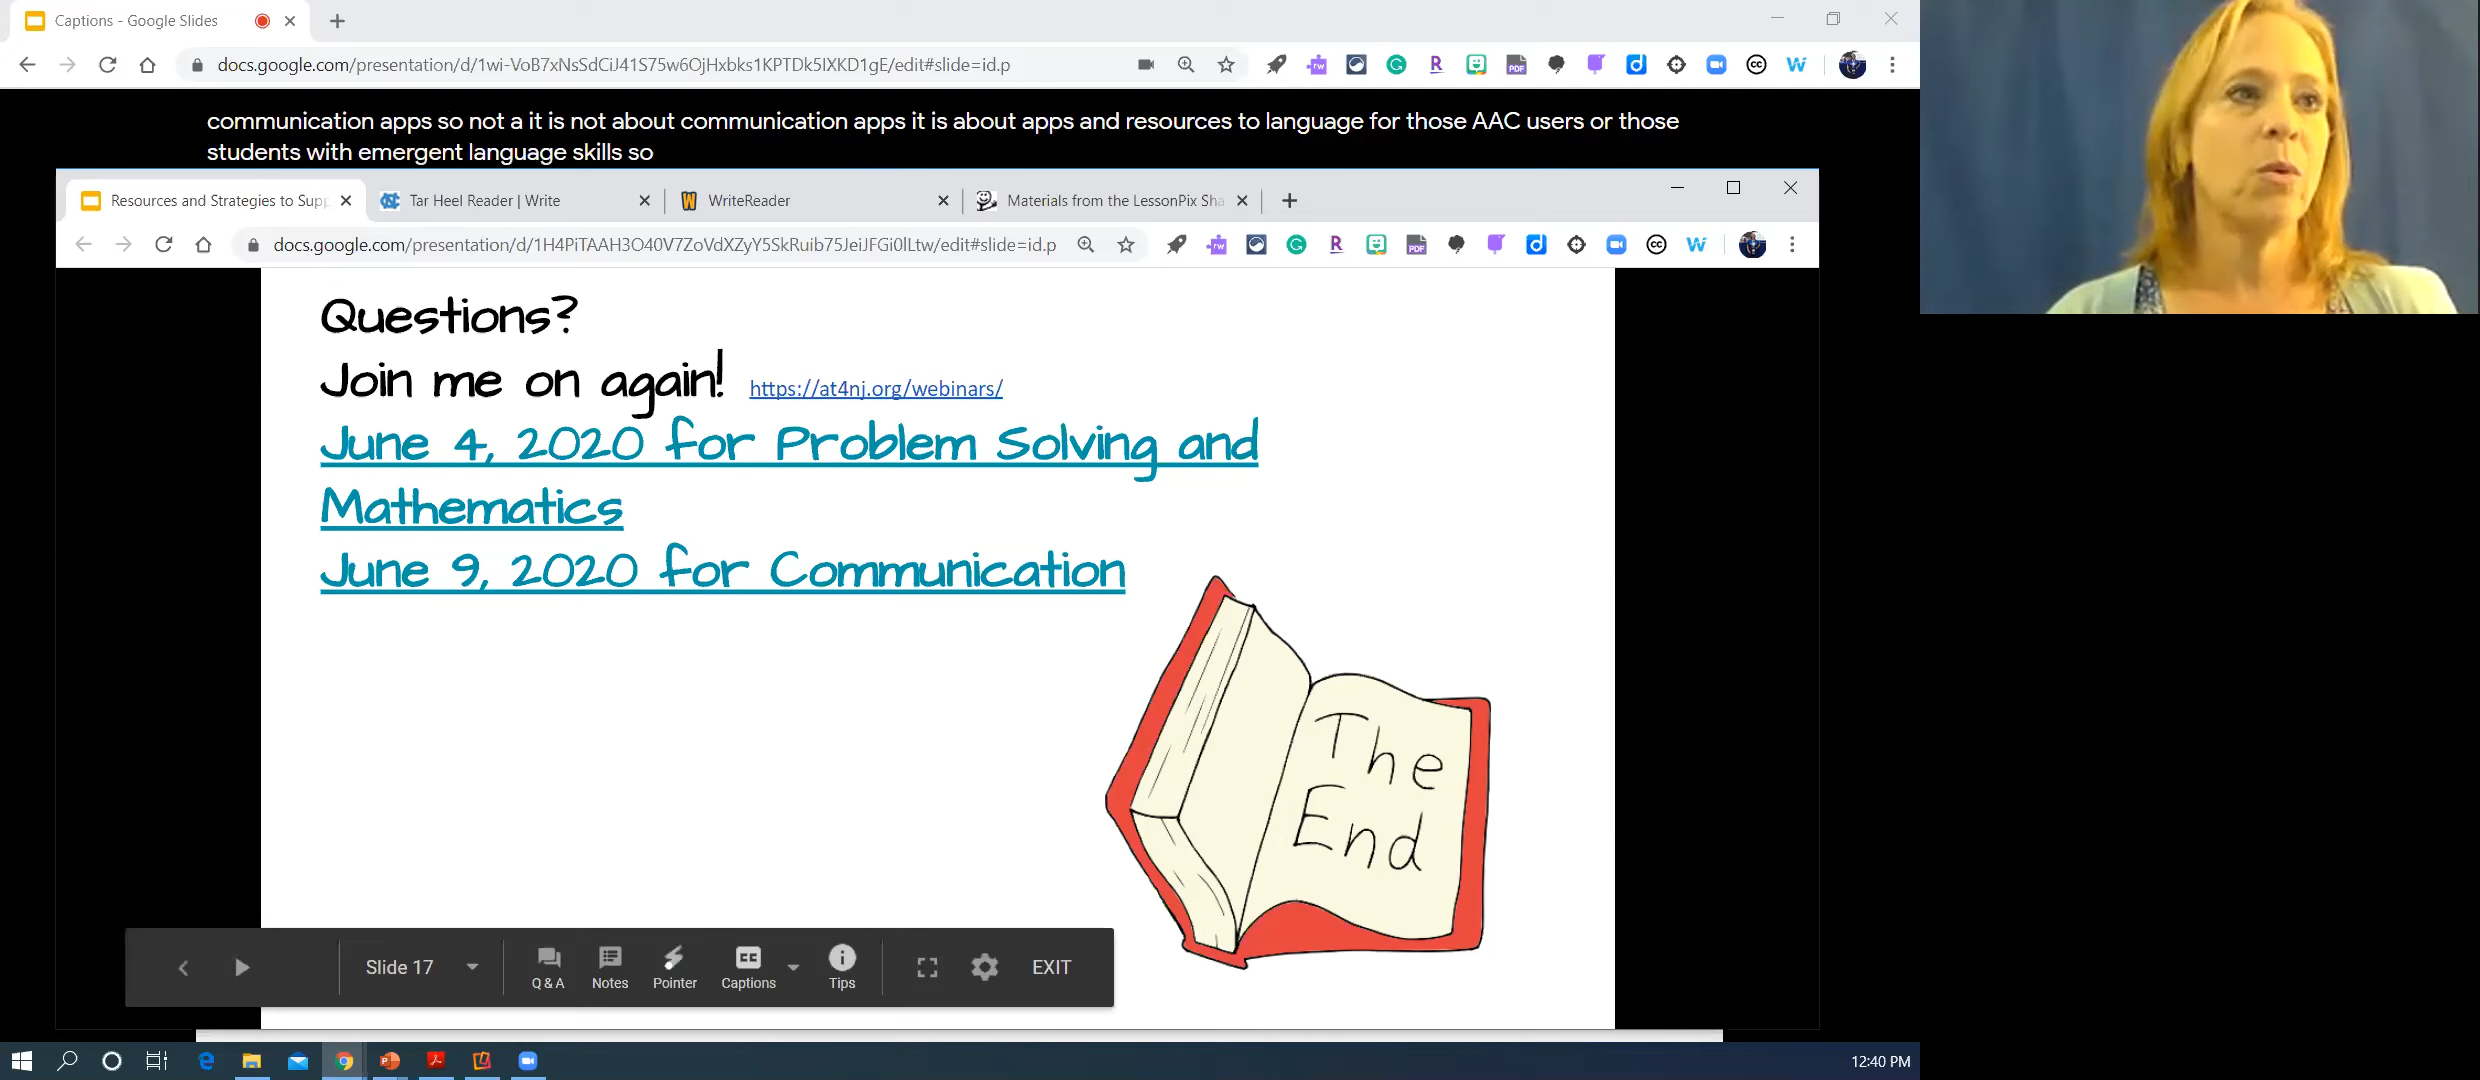 Captions - Google Slides
docs.google.com/presentation/d/1wi-VoB7xNsSdCiJ41S75w6OjHxbks1KPTDk5IXKD1gE/edit#slide=id.p
communication apps so not a it is not about communication apps it is about apps and resources to language for those AAC users or those
students with emergent language skills so
Resources and Strategies to Supp
Tar Heel Reader | Write
WriteReader
Materials from the LessonPix Sha
docs.google.com/presentation/d/1H4PiTAAH3O40V7ZoVdXZyY5SkRuib75JeiJFGi0lLtw/edit#slide=id.p
Questions?
Join me on again! https://at4nj.org/webinars/
June 4, 2020 for Problem Solving and
Mathematics
June 9, 2020 for Communication
The
End
Slide 17
Q & A
Notes
Pointer
Captions
Tips
EXIT
12:40 PM